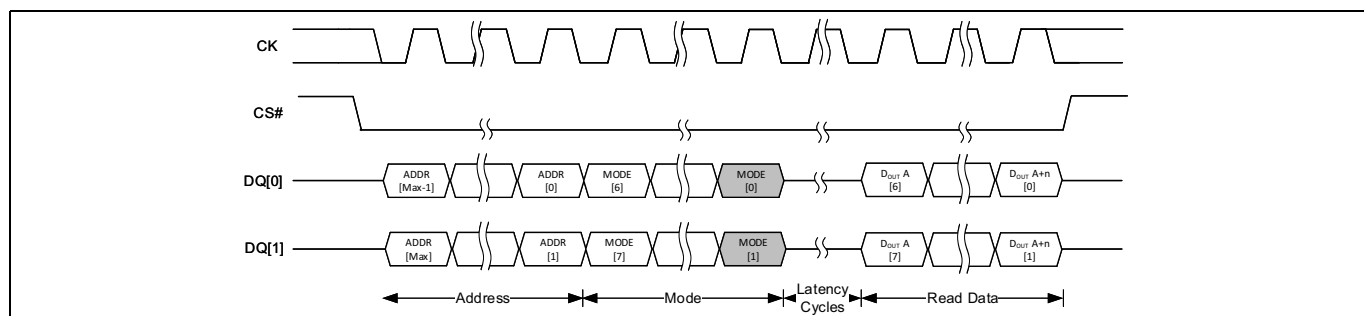 CK
CS#
DQ[0]
ADDR
[Max-1]
ADDR
[0]
MODE
[6]
MODE
[0]
DOUT A
[6]
DOUT A+n
[0]
DQ[1]
ADDR
[Max]
ADDR
[1]
MODE
[7]
MODE
[1]
DOUT A
[7]
DOUT A+n
[1]
Address
Mode
Latency
Cycles
Read Data